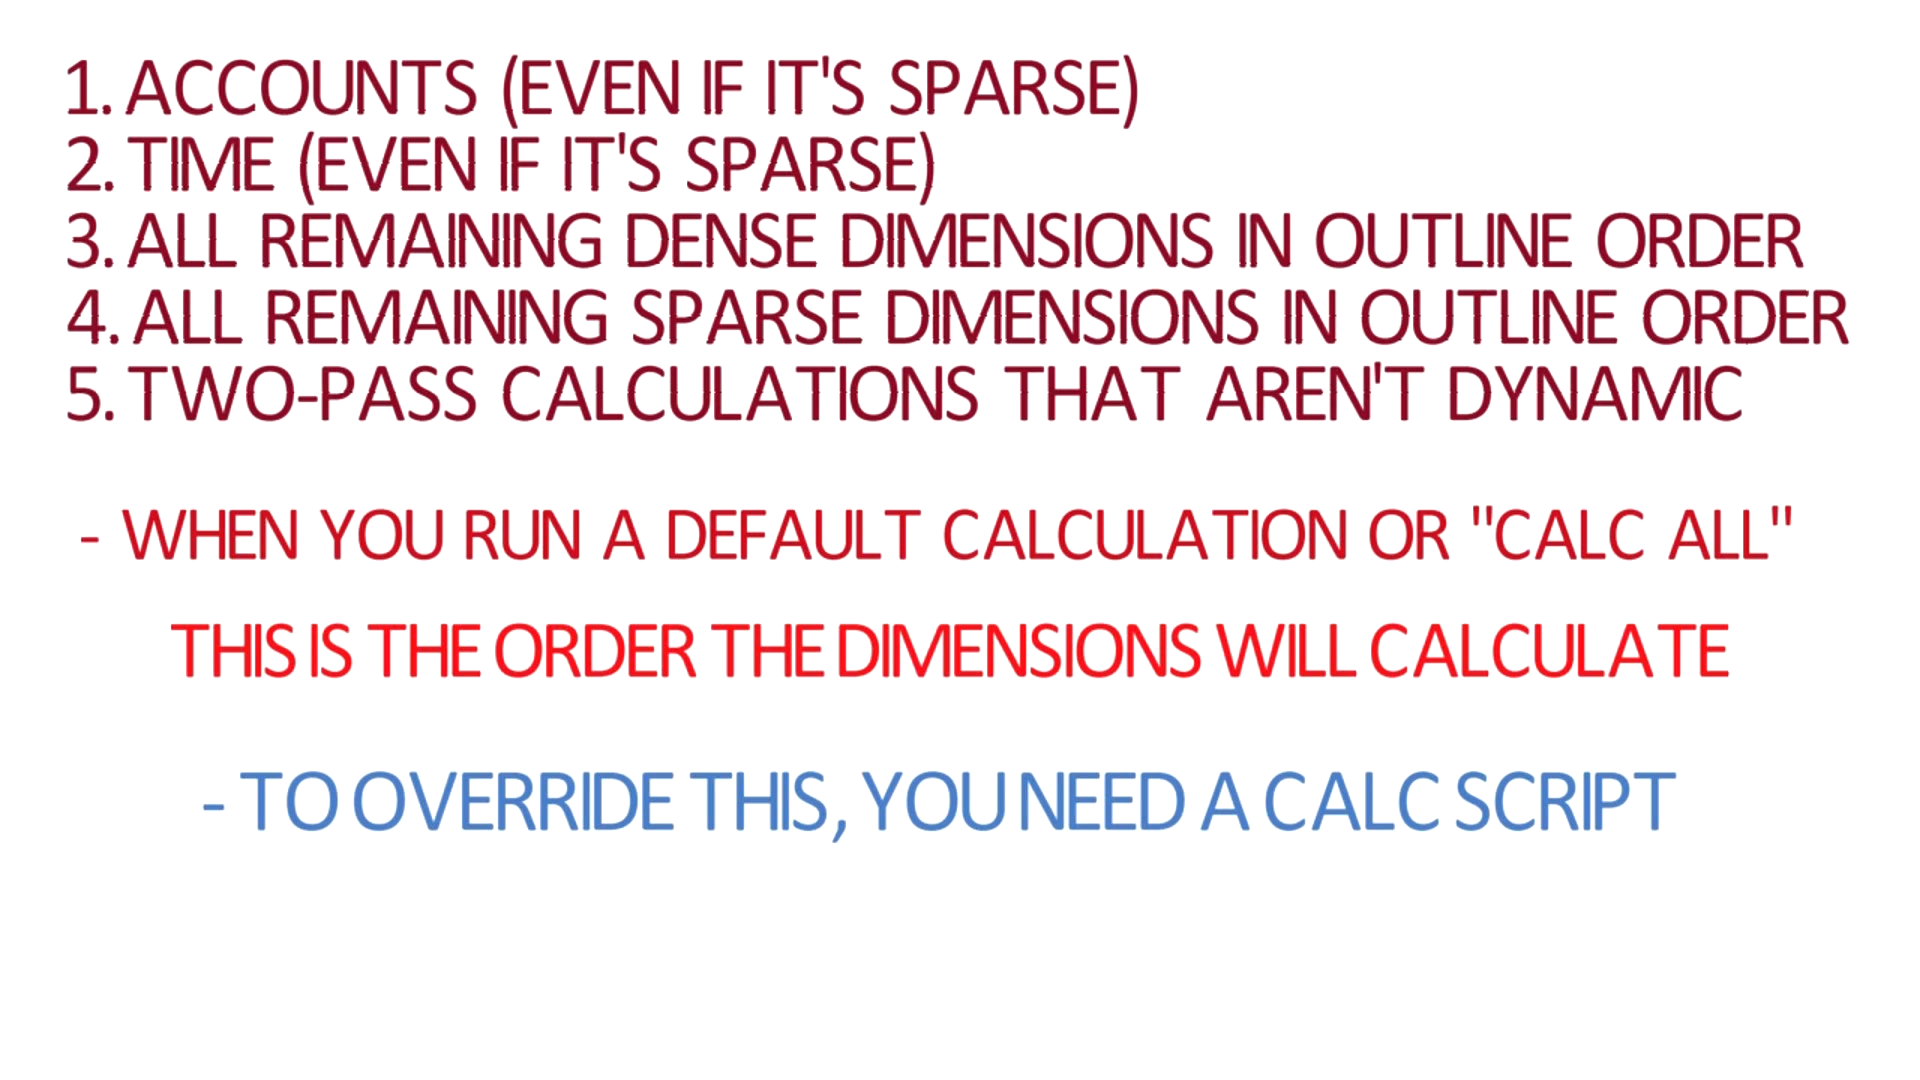 1. ACCOUNTS (EVEN IF IT'S SPARSE)
2. TIME (EVEN IF IT'S SPARSE)
3. ALL REMAINING DENSE DIMENSIONS IN OUTLINE ORDER
4. ALL REMAINING SPARSE DIMENSIONS IN OUTLINE ORDER
5. TWO-PASS CALCULATIONS THAT AREN'T DYNAMIC
- WHEN YOU RUN A DEFAULT CALCULATION OR "CALC ALL"
THIS IS THE ORDER THE DIMENSIONS WILL CALCULATE
- TO OVERRIDE THIS, YOU NEED A CALC SCRIPT